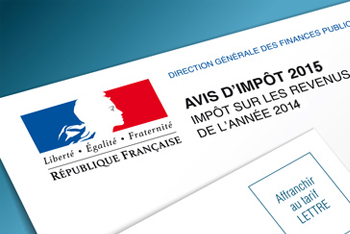 DIRECTION GÉNÉRALE DES FINANCES PUBLIQ
AVIS D'IMPÔT 2015
IMPÔT SUR LES REVENUS
DE L'ANNÉE 2014
Liberté • Égalité • Fraternité
RÉPUBLIQUE FRANÇAISE
Affranchir
au tarif
LETTRE